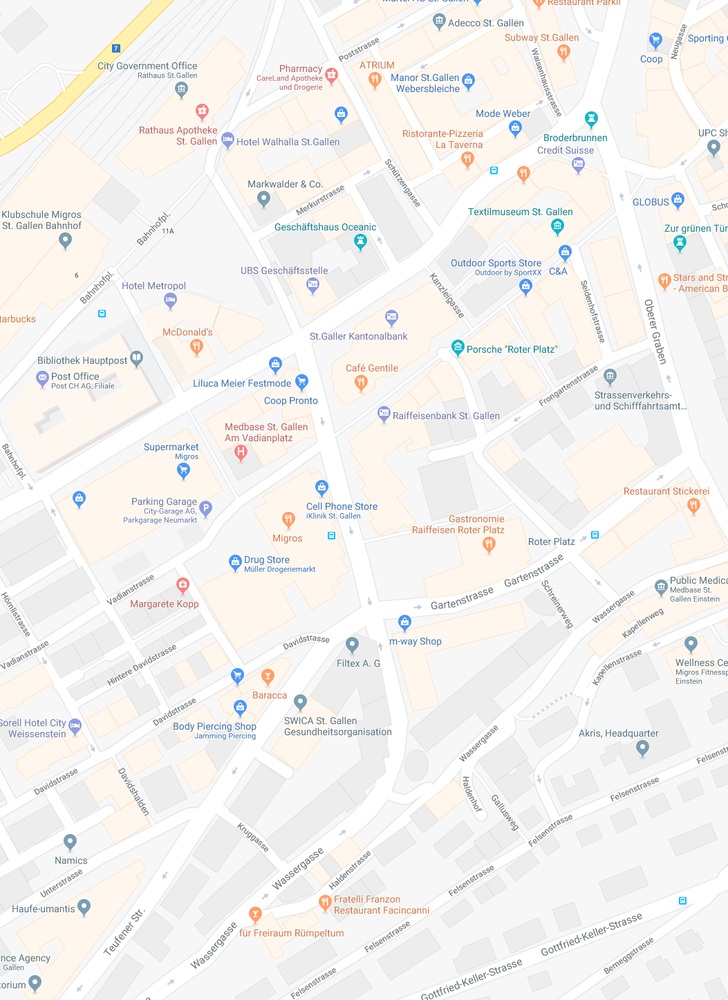 Restaurant Parkli
Adecco St. Gallen
Subway St.Gallen
Sporting
Neugasse
Poststrasse
7
City Government Office
Rathaus St.Gallen
Pharmacy
CareLand Apotheke
und Drogerie
ATRIUM
Manor St.Gallen
Webersbleiche
Waisenhausstrasse
Coop
Mode Weber
Rathaus Apotheke
St. Gallen
Hotel Walhalla St.Gallen
Ristorante-Pizzeria
La Taverna
Broderbrunnen
Credit Suisse
UPC Sh
Schützengasse
Markwalder & Co.
Merkurstrasse
Klubschule Migros
St. Gallen Bahnhof
Bahnhofpl.
11A
Geschäftshaus Oceanic
Textilmuseum St. Gallen
GLOBUS
Schr
Zur grünen Tür
6
Bahnhofpl.
Hotel Metropol
UBS Geschäftsstelle
Outdoor Sports Store
Outdoor by SportXX
C&A
Stars and Str
- American B
Kanzleigasse
Seidenhofstrasse
Oberer Graben
tarbucks
McDonald's
St.Galler Kantonalbank
Bibliothek Hauptpost
Post Office
Post CH AG, Filiale
Porsche "Roter Platz"
Café Gentile
Liluca Meier Festmode
Coop Pronto
Frongartenstrasse
Strassenverkehrs-
und Schifffahrtsamt...
Raiffeisenbank St. Gallen
Medbase St. Gallen
Am Vadianplatz
Supermarket
Migros
Bahnhofpl.
Parking Garage
City-Garage AG,
Parkgarage Neumarkt
Cell Phone Store
iKlinik St. Gallen
Restaurant Stickerei
Migros
Gastronomie
Raiffeisen Roter Platz
Roter Platz
Drug Store
Müller Drogeriemarkt
Gartenstrasse
Gartenstrasse
Vadianstrasse
Margarete Kopp
Hörnlistrasse
Schreinerweg
Wassergasse
Public Medica
Medbase St.
Gallen Einstein
Kapellenweg
Vadianstrasse
Hintere Davidstrasse
Davidstrasse
Filtex A. G
m-way Shop
Kapellenstrasse
Wellness Ce
Migros Fitnessp
Einstein
Baracca
Davidstrasse
Body Piercing Shop
Jamming Piercing
SWICA St. Gallen
Gesundheitsorganisation
Sorell Hotel City
Weissenstein
Wassergasse
Akris, Headquarter
Felsenstrasse
Davidstrasse
Davidshalden
Haldenhof
Gallusweg
Felsenstrasse
Felsenstrasse
Kruggasse
Namics
Unterstrasse
Wassergasse
Haldenstrasse
Felsenstrasse
Haufe-umantis
Fratelli Franzon
Restaurant Facincanni
Teufener Str.
für Freiraum Rümpeltum
Wassergasse
Felsenstrasse
Gottfried-Keller-Strasse
Berneggstrasse
nce Agency
Gallen
torium
Felsenstrasse
Gottfried-Keller-Strasse